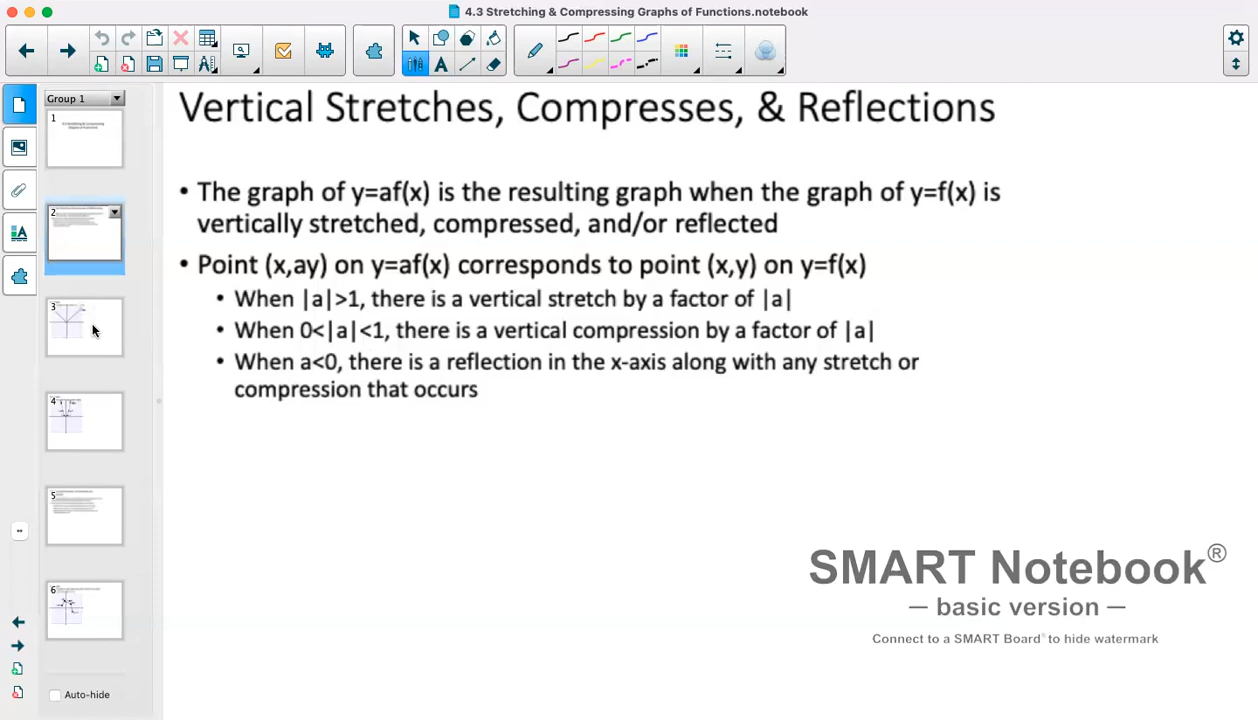 4.3 Stretching & Compressing Graphs of Functions.notebook
Group 1
1
2
3
4
5
6
Auto-hide
Vertical Stretches, Compresses, & Reflections
• The graph of y=af(x) is the resulting graph when the graph of y=f(x) is
vertically stretched, compressed, and/or reflected
• Point (x,ay) on y=af(x) corresponds to point (x,y) on y=f(x)
• When |a|>1, there is a vertical stretch by a factor of |a|
• When 0<|a|<1, there is a vertical compression by a factor of |a|
• When a<0, there is a reflection in the x-axis along with any stretch or
compression that occurs
SMART Notebook®
— basic version —
Connect to a SMART Board® to hide watermark